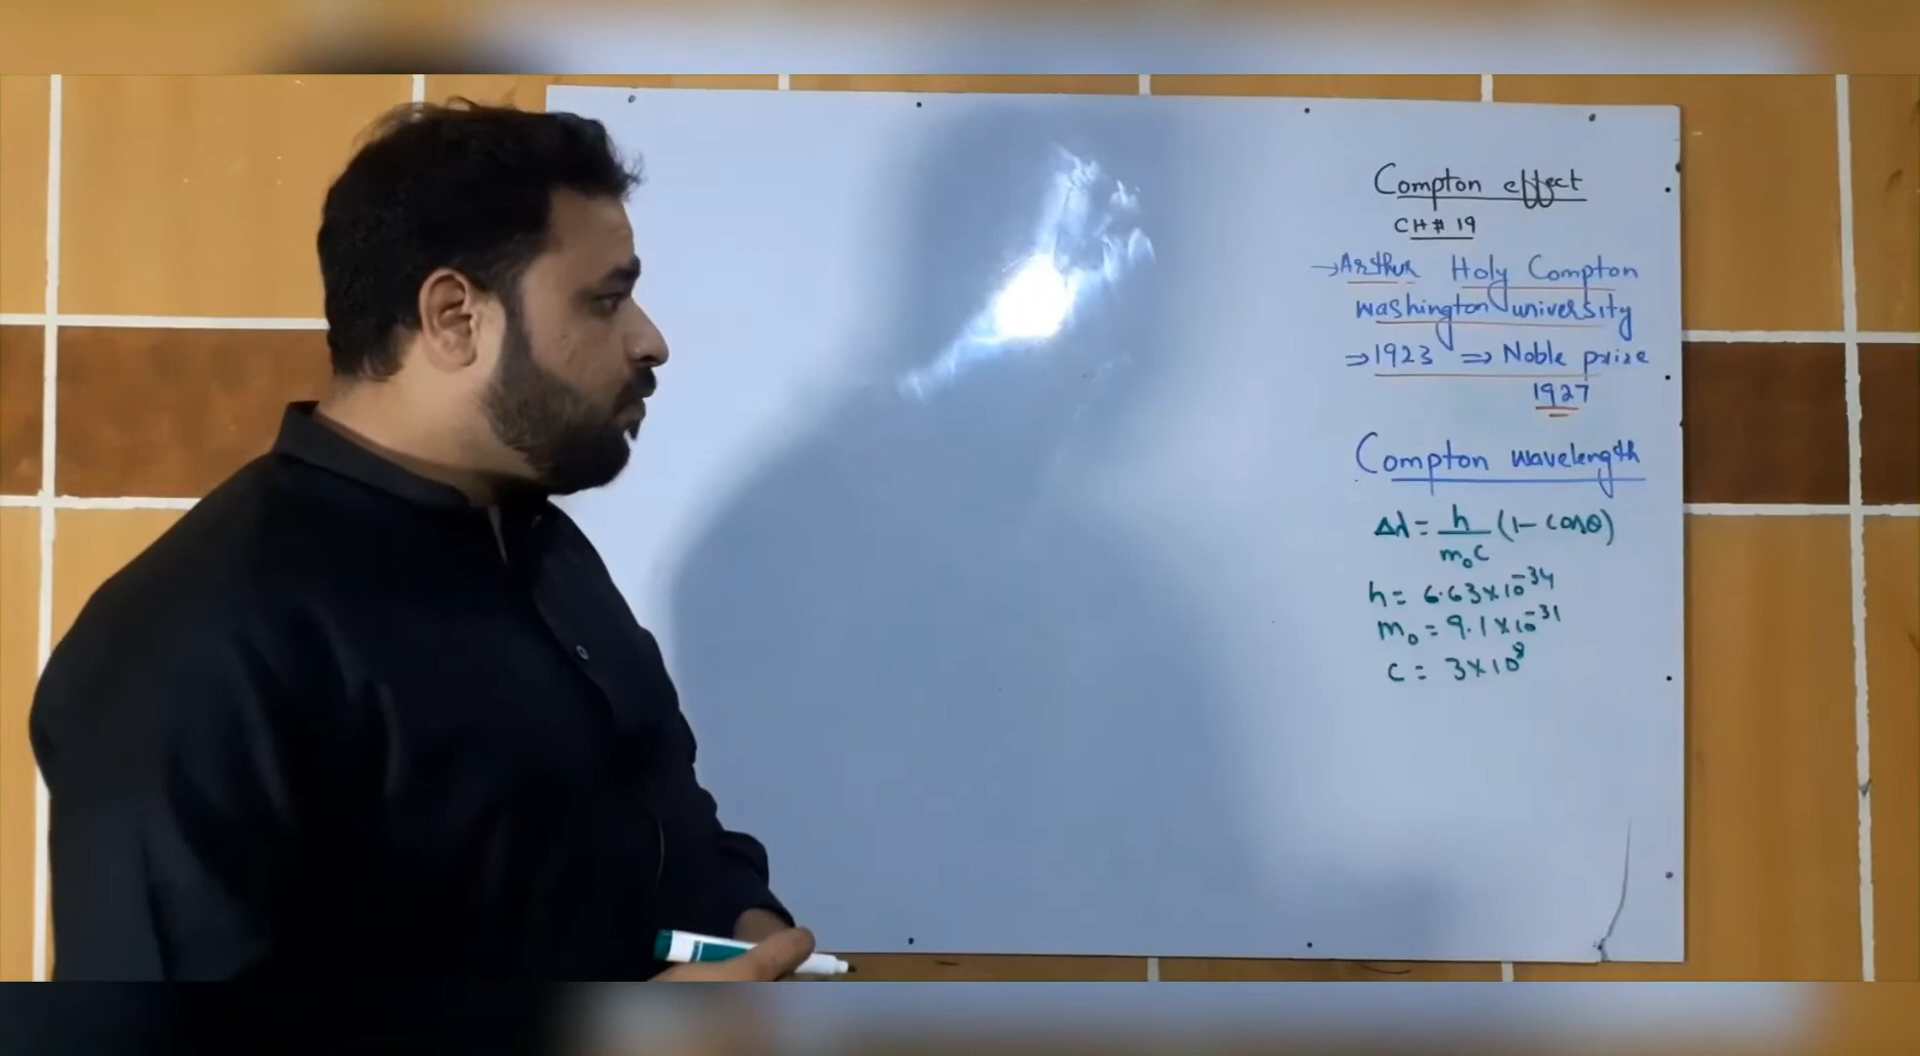 Compton effect
CH # 19
→ Arthur Holy Compton
washington university
⇒ 1923 ⇒ Noble prize
1927
Compton wavelength
Δλ = h/m₀c (1 - cosθ)
h = 6.63×10⁻³⁴
m₀ = 9.1×10⁻³¹
c = 3×10⁸